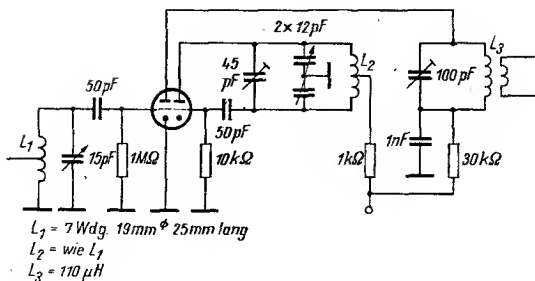 2 x 12pF
45
pF
L₂
L₃
100pF
50pF
50pF
L₁
15pF
1MΩ
10kΩ
1kΩ
1nF
30kΩ
L₁ = 7 Wdg. 19mm ϕ 25mm lang
L₂ = wie L₁
L₃ = 110 μH